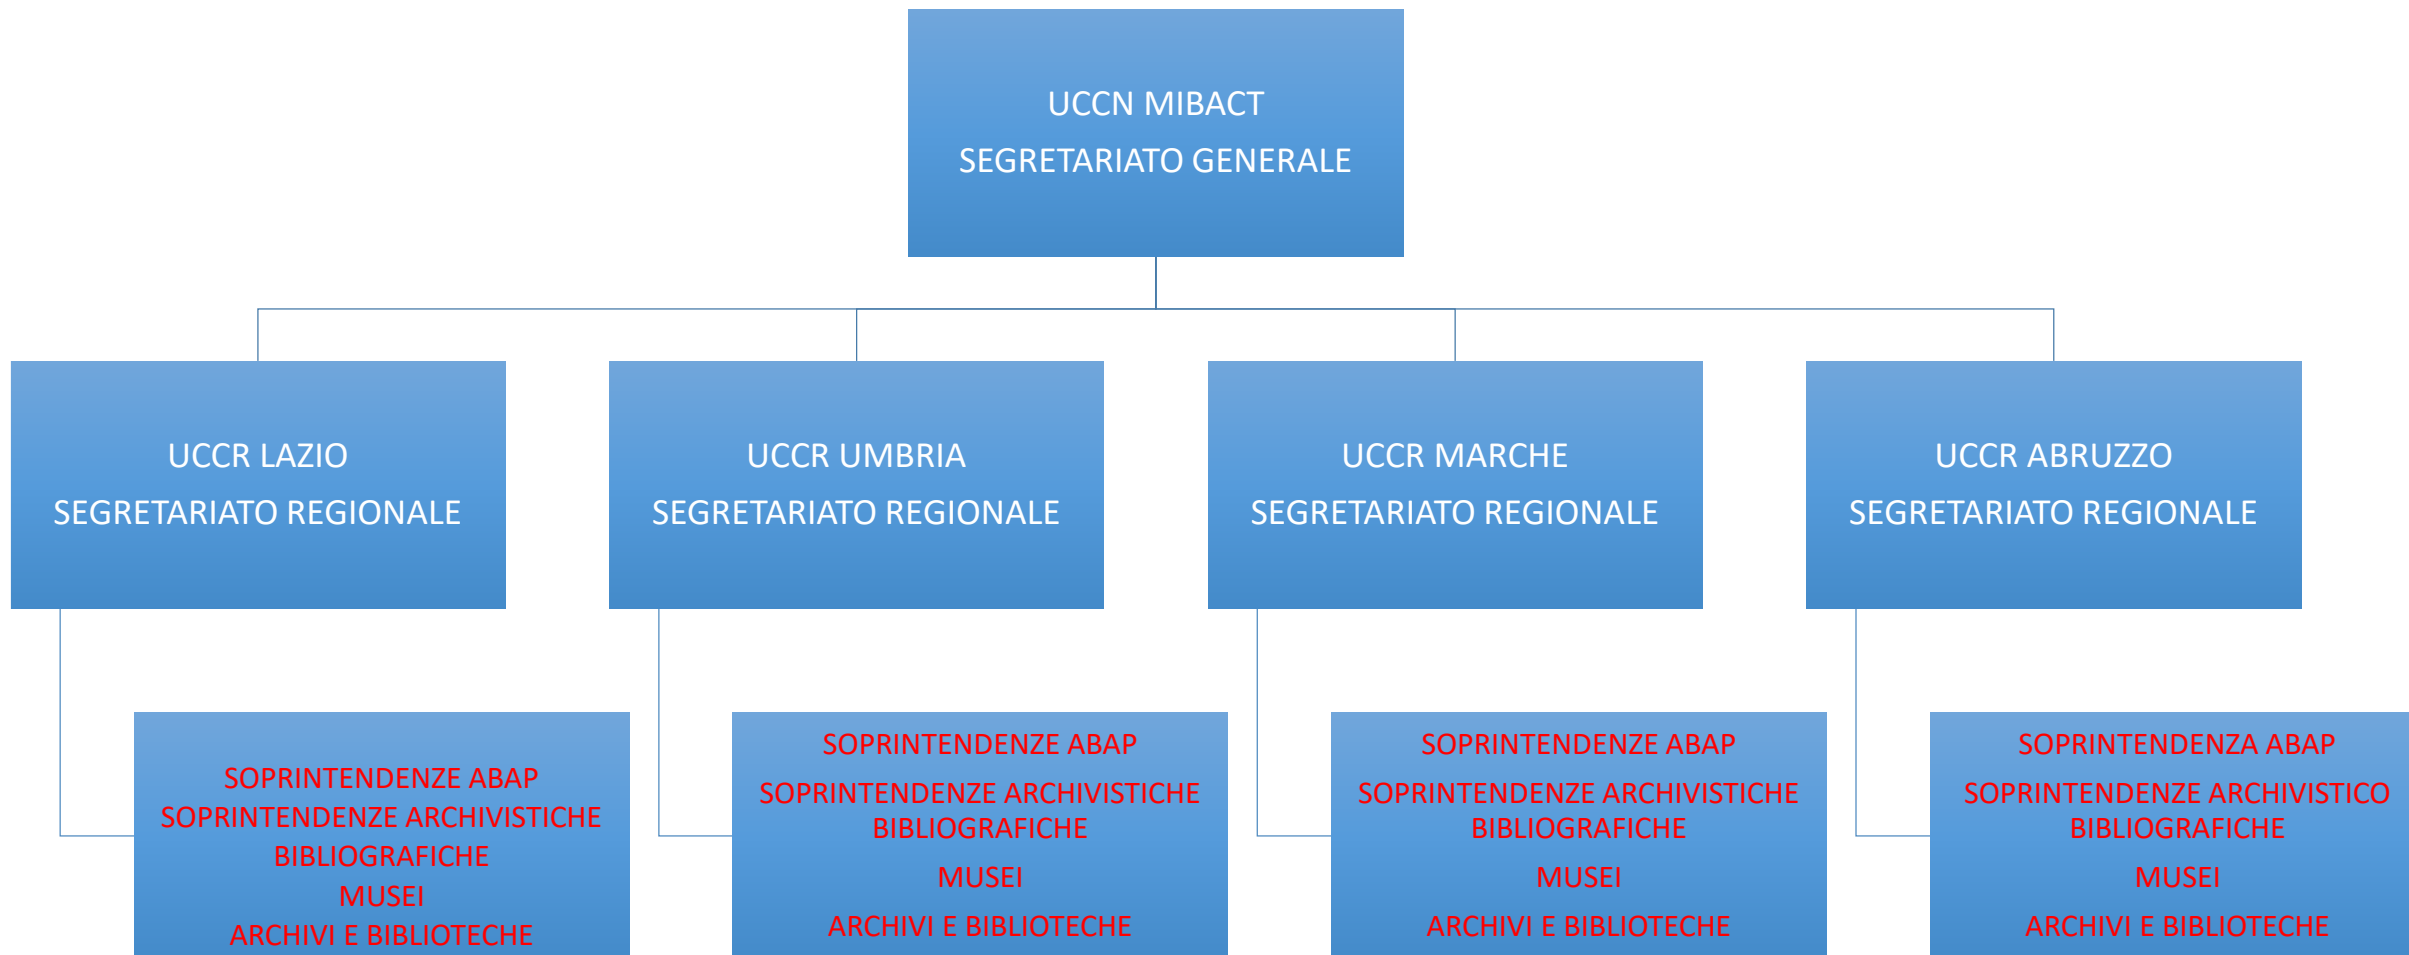 UCCN MIBACT
SEGRETARIATO GENERALE
UCCR LAZIO
SEGRETARIATO REGIONALE
UCCR UMBRIA
SEGRETARIATO REGIONALE
UCCR MARCHE
SEGRETARIATO REGIONALE
UCCR ABRUZZO
SEGRETARIATO REGIONALE
SOPRINTENDENZE ABAP
SOPRINTENDENZE ARCHIVISTICHE
BIBLIOGRAFICHE
MUSEI
ARCHIVI E BIBLIOTECHE
SOPRINTENDENZE ABAP
SOPRINTENDENZE ARCHIVISTICHE
BIBLIOGRAFICHE
MUSEI
ARCHIVI E BIBLIOTECHE
SOPRINTENDENZE ABAP
SOPRINTENDENZE ARCHIVISTICHE
BIBLIOGRAFICHE
MUSEI
ARCHIVI E BIBLIOTECHE
SOPRINTENDENZA ABAP
SOPRINTENDENZE ARCHIVISTICO
BIBLIOGRAFICHE
MUSEI
ARCHIVI E BIBLIOTECHE